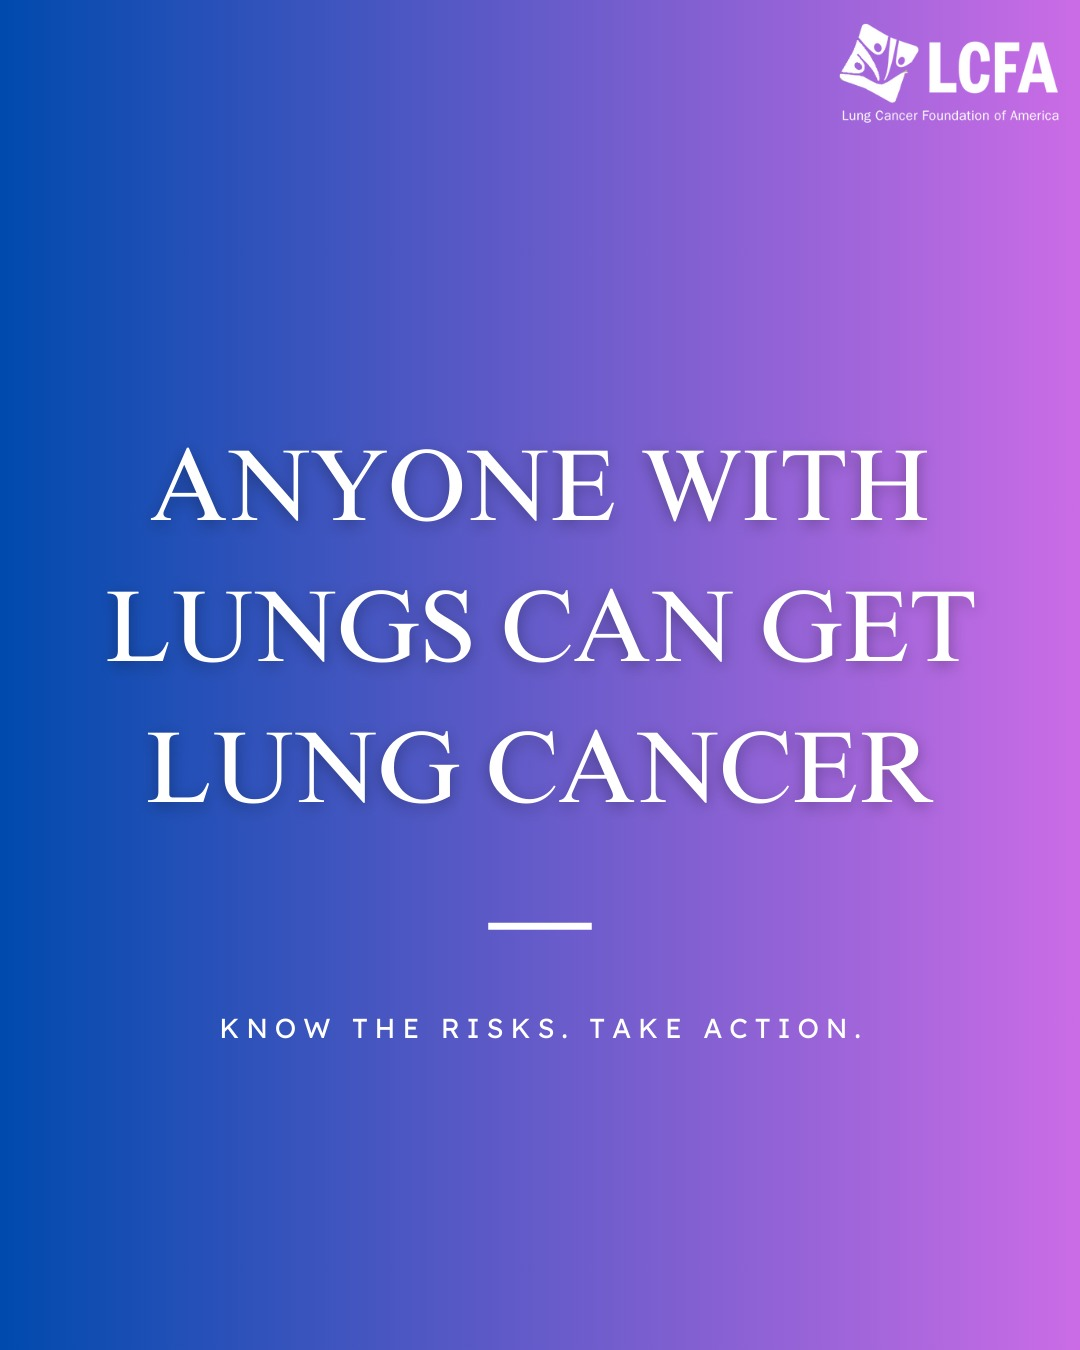 LCFA
Lung Cancer Foundation of America
ANYONE WITH
LUNGS CAN GET
LUNG CANCER
KNOW THE RISKS. TAKE ACTION.